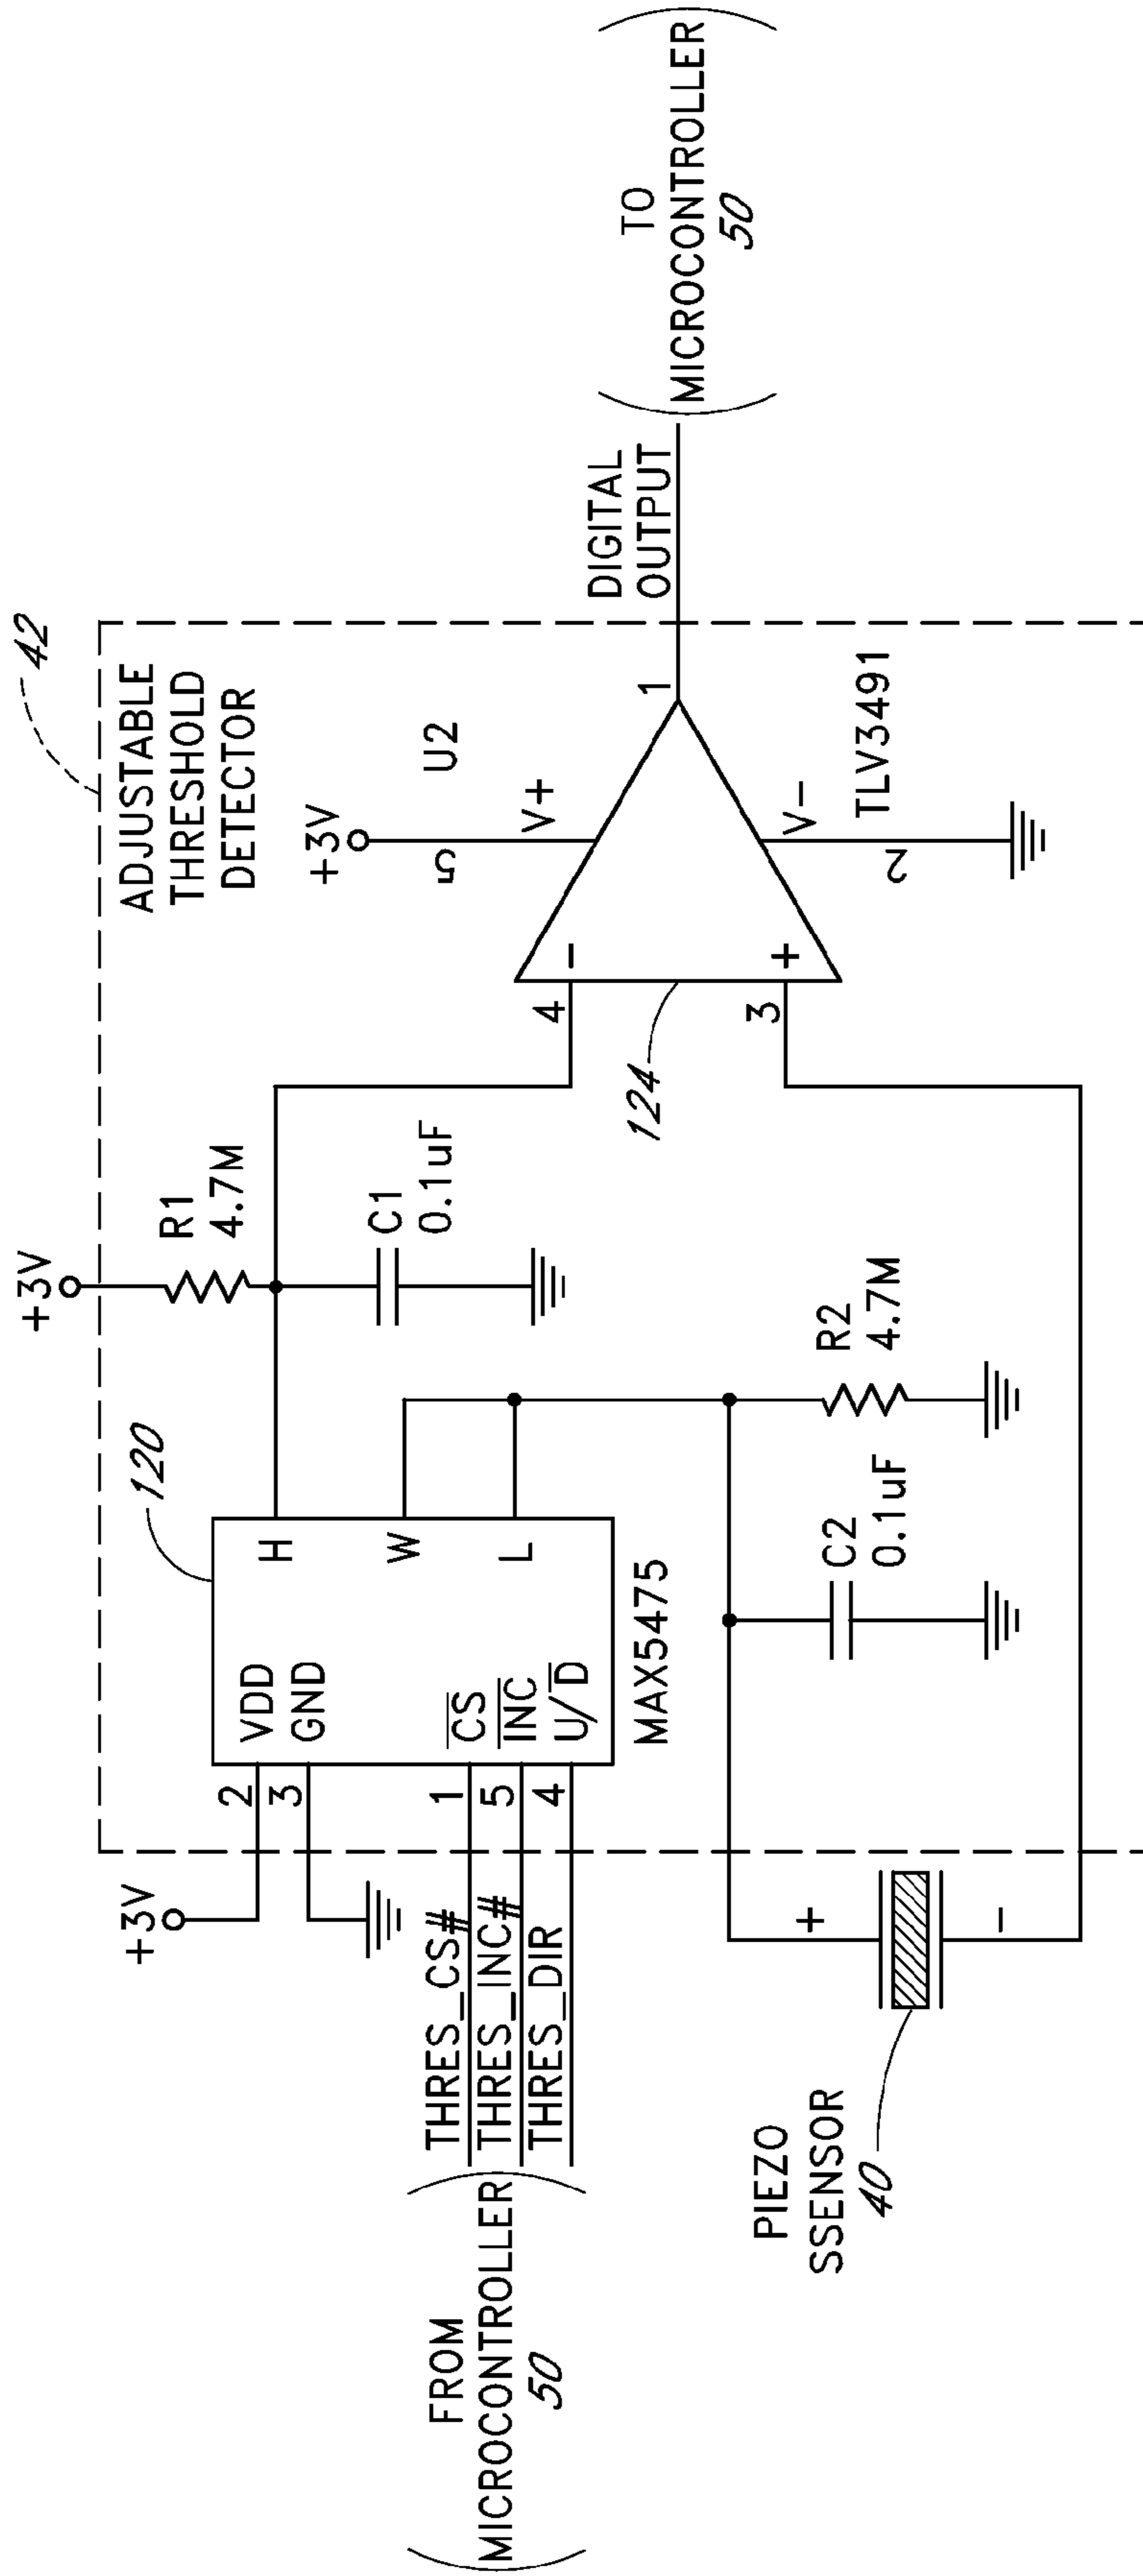 42
ADJUSTABLE
THRESHOLD
DETECTOR
+3V
R1
4.7M
C1
0.1uF
+3V
5
V+
U2
4
−
124
3
+
1
V−
2
TLV3491
DIGITAL
OUTPUT
TO
MICROCONTROLLER
50
120
+3V
2
VDD
3
GND
H
W
L
1
C̅S̅
5
I̅N̅C̅
4
U/D̅
MAX5475
THRES_CS#
THRES_INC#
THRES_DIR
FROM
MICROCONTROLLER
50
C2
0.1uF
R2
4.7M
PIEZO
SSENSOR
40
+
−